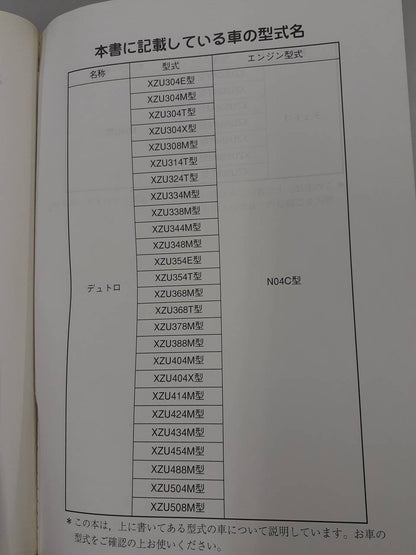 本書に記載している車の型式名
名称 型式 エンジン型式
XZU304E型
XZU304M型
XZU304T型
XZU304X型
XZU308M型
XZU314T型
XZU324T型
XZU334M型
XZU338M型
XZU344M型
XZU348M型
XZU354E型
XZU354T型
デュトロ XZU368M型 N04C型
XZU368T型
XZU378M型
XZU388M型
XZU404M型
XZU404X型
XZU414M型
XZU424M型
XZU434M型
XZU454M型
XZU488M型
XZU504M型
XZU508M型
*この本は，上に書いてある型式の車について説明しています。お車の
型式をご確認の上お使いください。